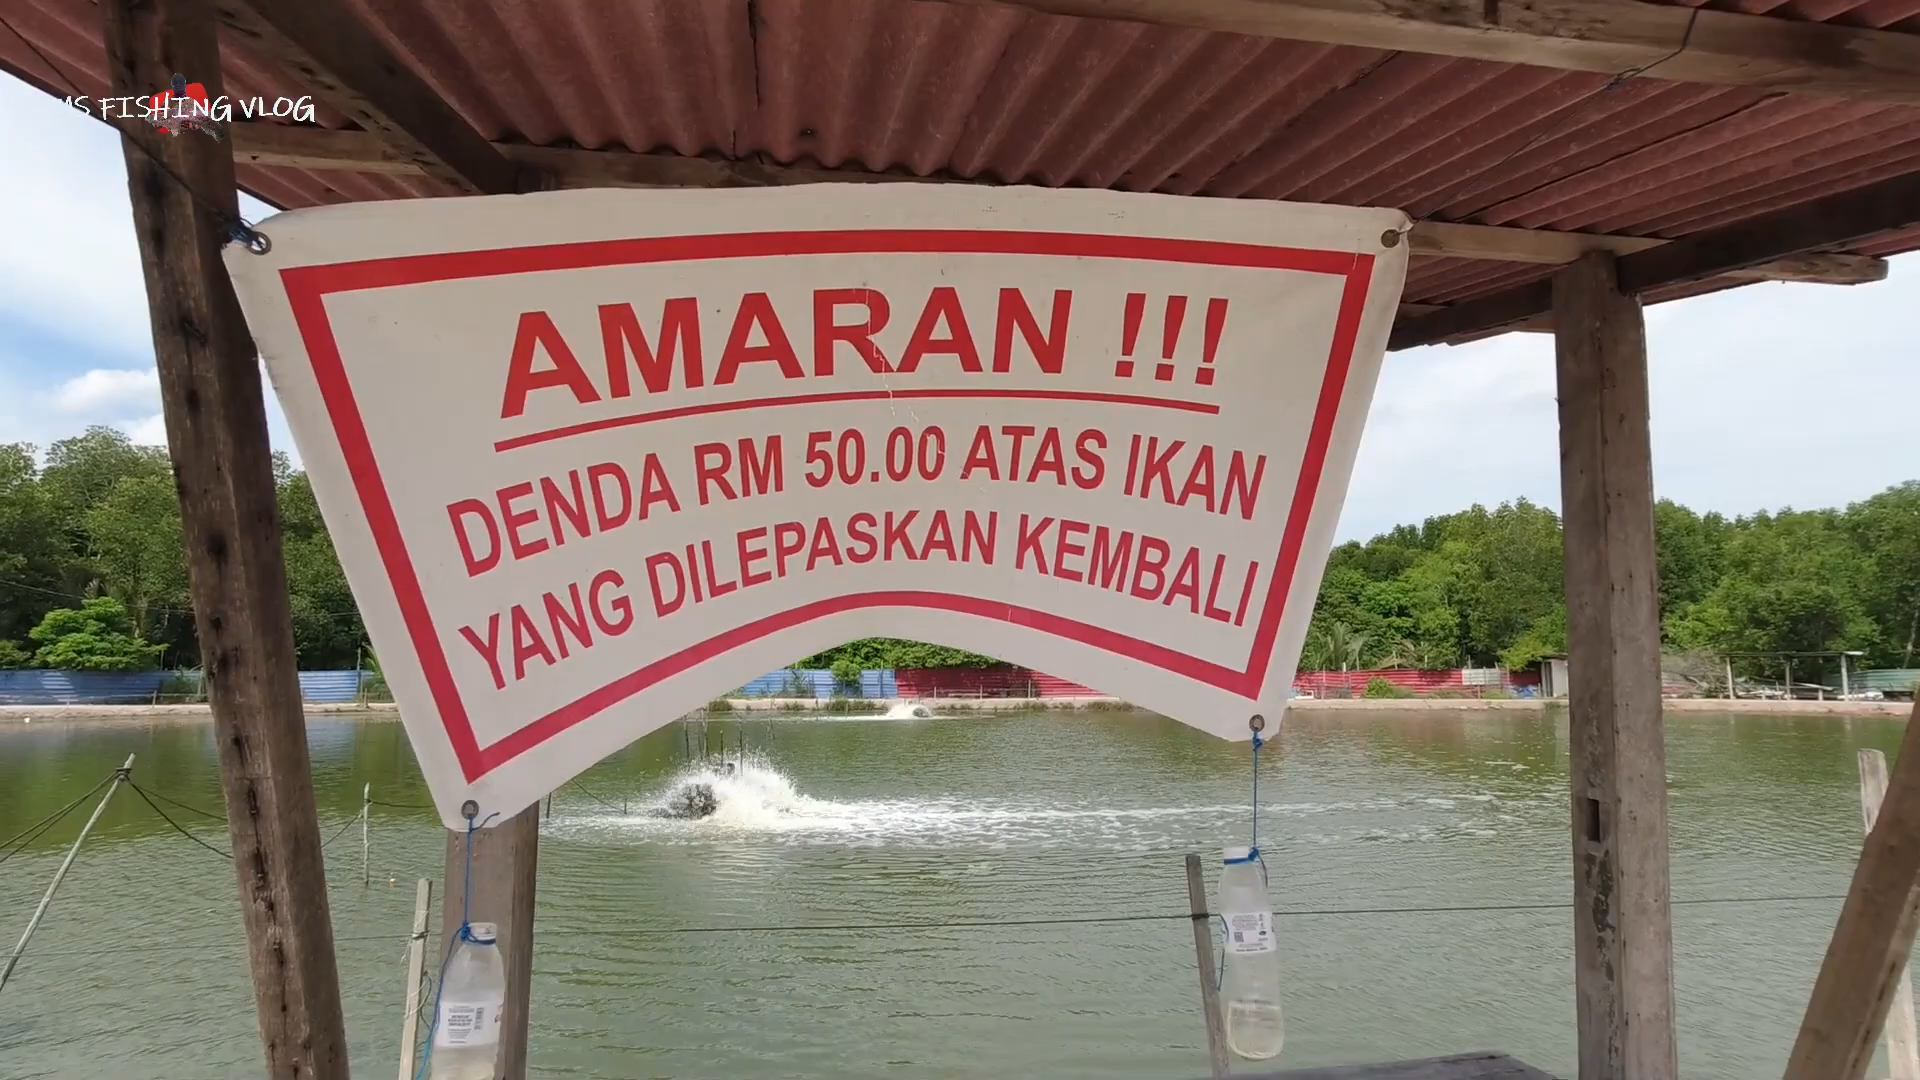 FISHING VLOG
AMARAN !!!
DENDA RM 50.00 ATAS IKAN
YANG DILEPASKAN KEMBALI